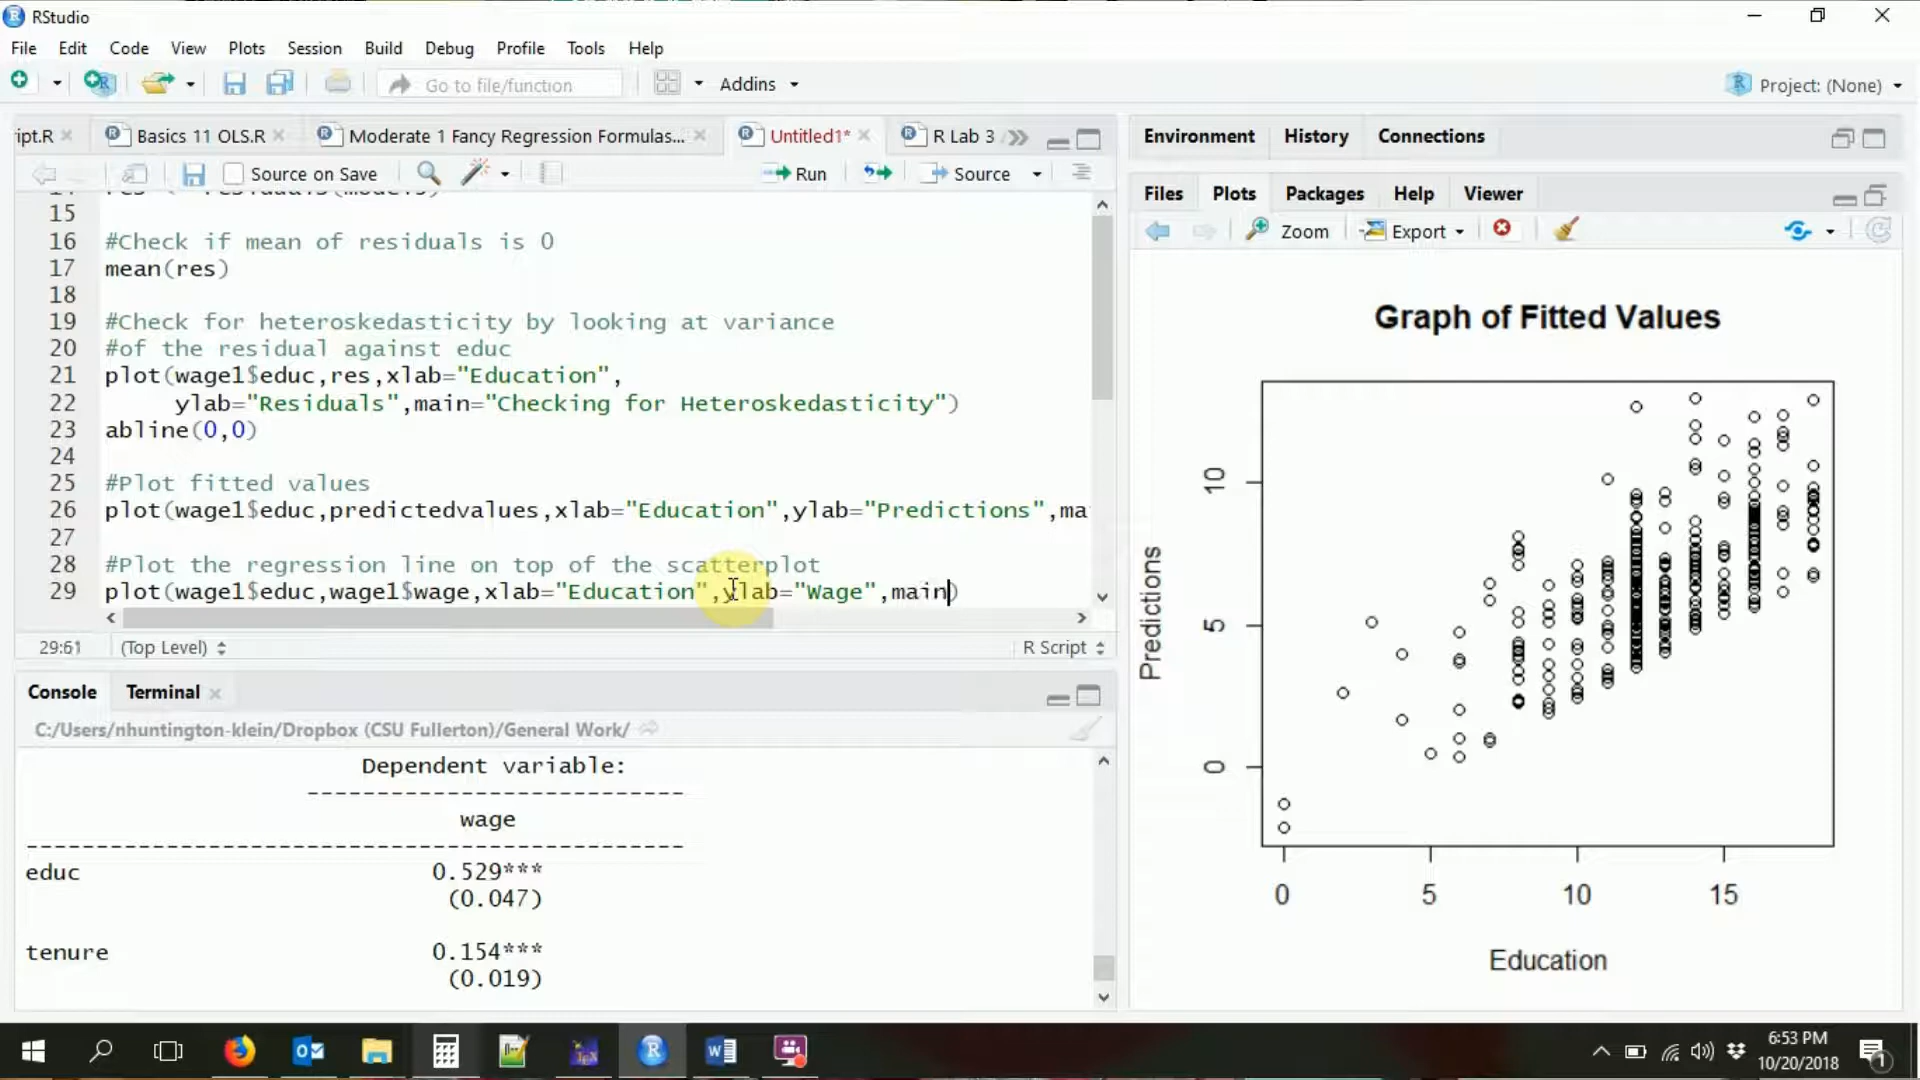 RStudio
File Edit Code View Plots Session Build Debug Profile Tools Help
Go to file/function Addins Project: (None)
ipt.R Basics 11 OLS.R Moderate 1 Fancy Regression Formulas... Untitled1* R Lab 3
Source on Save Run Source
15
16 #Check if mean of residuals is 0
17 mean(res)
18
19 #Check for heteroskedasticity by looking at variance
20 #of the residual against educ
21 plot(wage1$educ,res,xlab="Education",
22 ylab="Residuals",main="Checking for Heteroskedasticity")
23 abline(0,0)
24
25 #Plot fitted values
26 plot(wage1$educ,predictedvalues,xlab="Education",ylab="Predictions",ma
27
28 #Plot the regression line on top of the scatterplot
29 plot(wage1$educ,wage1$wage,xlab="Education",ylab="Wage",main)
29:61 (Top Level) R Script
Console Terminal
C:/Users/nhuntington-klein/Dropbox (CSU Fullerton)/General Work/
Dependent variable:
---------------------------
wage
-----------------------------------------------
educ 0.529***
(0.047)
tenure 0.154***
(0.019)
Environment History Connections
Files Plots Packages Help Viewer
Zoom Export
Graph of Fitted Values
Predictions
10
5
0
0 5 10 15
Education
6:53 PM
10/20/2018
1